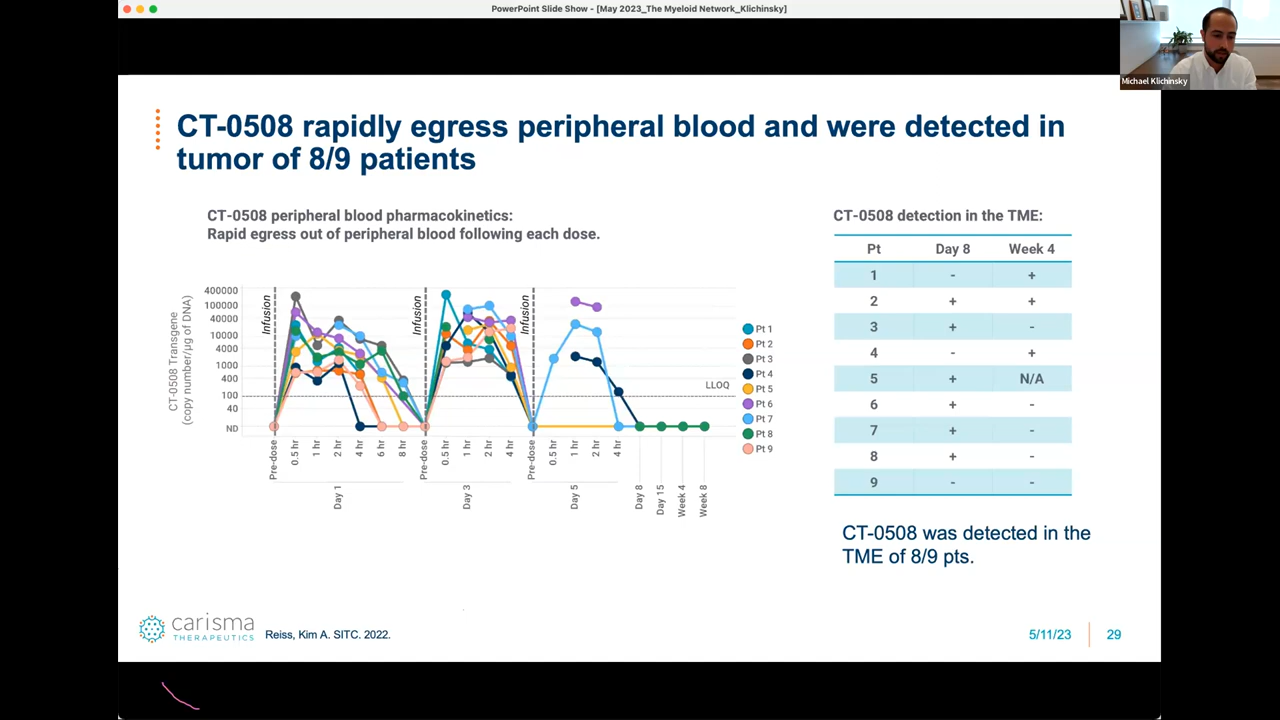 PowerPoint Slide Show - [May 2023_The Myeloid Network_Klichinsky]
Michael Klichinsky
CT-0508 rapidly egress peripheral blood and were detected in
tumor of 8/9 patients
CT-0508 peripheral blood pharmacokinetics:
Rapid egress out of peripheral blood following each dose.
CT-0508 Transgene
(copy number/µg of DNA)
400000
100000
40000
10000
4000
1000
400
100
40
ND
Infusion
Infusion
Infusion
LLOQ
Pre-dose
0.5 hr
1 hr
2 hr
4 hr
6 hr
8 hr
Pre-dose
0.5 hr
1 hr
2 hr
4 hr
Pre-dose
0.5 hr
1 hr
2 hr
4 hr
Day 8
Day 15
Week 4
Week 8
Day 1
Day 3
Day 5
Pt 1
Pt 2
Pt 3
Pt 4
Pt 5
Pt 6
Pt 7
Pt 8
Pt 9
CT-0508 detection in the TME:
Pt Day 8 Week 4
1 - +
2 + +
3 + -
4 - +
5 + N/A
6 + -
7 + -
8 + -
9 - -
CT-0508 was detected in the
TME of 8/9 pts.
carisma
THERAPEUTICS
Reiss, Kim A. SITC. 2022.
5/11/23 29